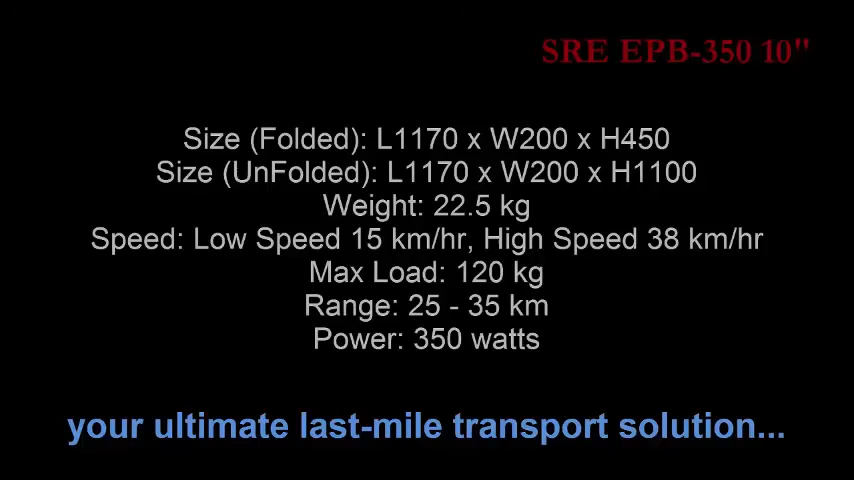 SRE EPB-350 10"
Size (Folded): L1170 x W200 x H450
Size (UnFolded): L1170 x W200 x H1100
Weight: 22.5 kg
Speed: Low Speed 15 km/hr, High Speed 38 km/hr
Max Load: 120 kg
Range: 25 - 35 km
Power: 350 watts
your ultimate last-mile transport solution...